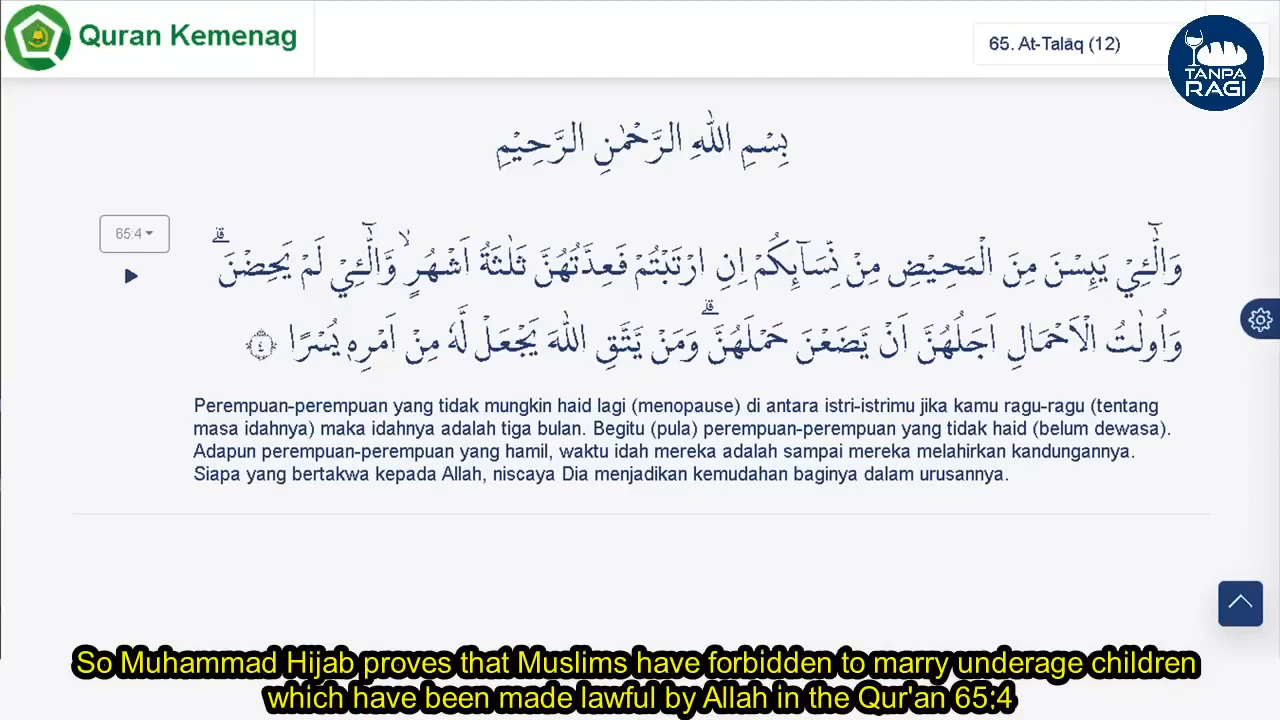 Quran Kemenag
65. At-Talāq (12)
TANPA
RAGI
بِسْمِ اللّٰهِ الرَّحْمٰنِ الرَّحِيْمِ
65:4
وَالّٰۤـِٔيْ يَىِٕسْنَ مِنَ الْمَحِيْضِ مِنْ نِّسَاۤىِٕكُمْ اِنِ ارْتَبْتُمْ فَعِدَّتُهُنَّ ثَلٰثَةُ اَشْهُرٍۙ وَّالّٰۤـِٔيْ لَمْ يَحِضْنَۗ
وَاُولٰتُ الْاَحْمَالِ اَجَلُهُنَّ اَنْ يَّضَعْنَ حَمْلَهُنَّۗ وَمَنْ يَّتَّقِ اللّٰهَ يَجْعَلْ لَّهٗ مِنْ اَمْرِهٖ يُسْرًا ٤
Perempuan-perempuan yang tidak mungkin haid lagi (menopause) di antara istri-istrimu jika kamu ragu-ragu (tentang
masa idahnya) maka idahnya adalah tiga bulan. Begitu (pula) perempuan-perempuan yang tidak haid (belum dewasa).
Adapun perempuan-perempuan yang hamil, waktu idah mereka adalah sampai mereka melahirkan kandungannya.
Siapa yang bertakwa kepada Allah, niscaya Dia menjadikan kemudahan baginya dalam urusannya.
So Muhammad Hijab proves that Muslims have forbidden to marry underage children
which have been made lawful by Allah in the Qur'an 65;4